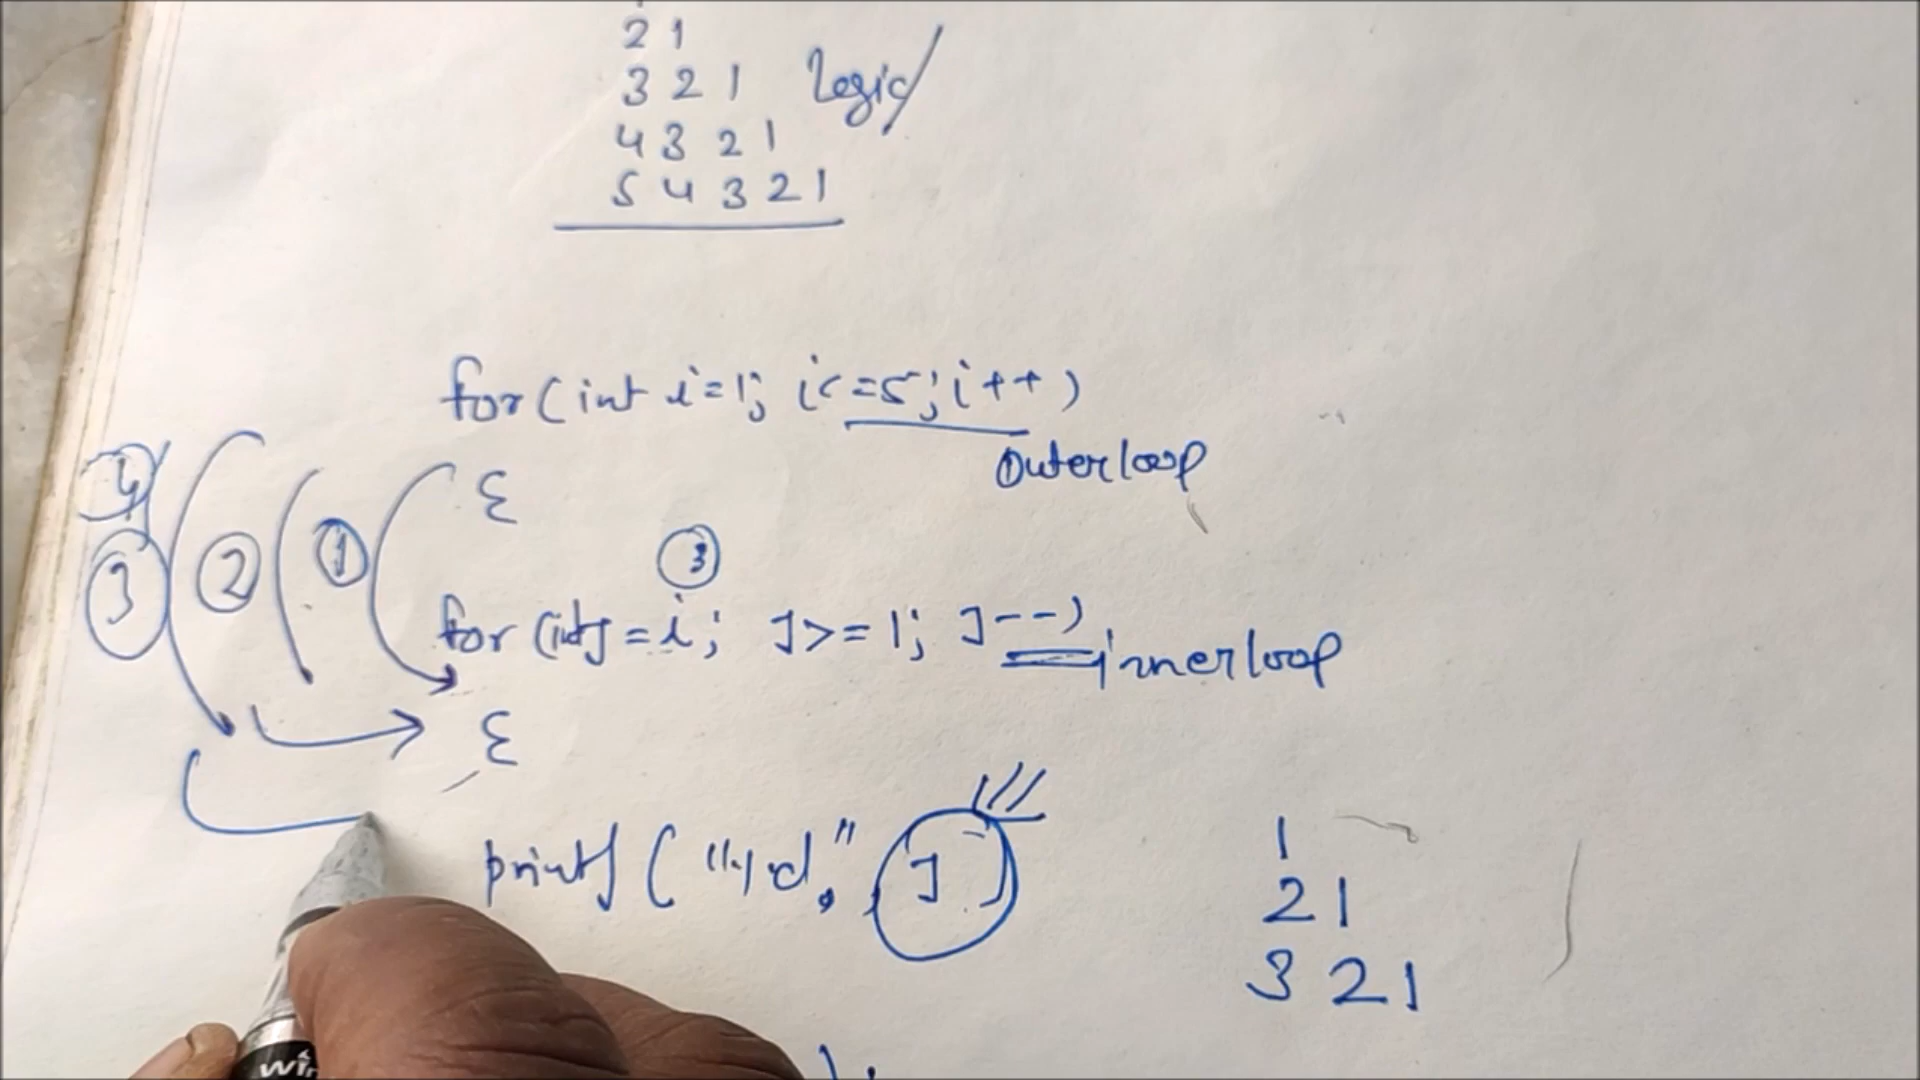 2 1
3 2 1 Logic/
4 3 2 1
5 4 3 2 1
for(int i=1; i<=5; i++)
Outerloop
{
4
3 2 1 3
for (int j=i; J>=1; J--)
innerloop
{
printf ("%d", J)
1
2 1
3 2 1
);